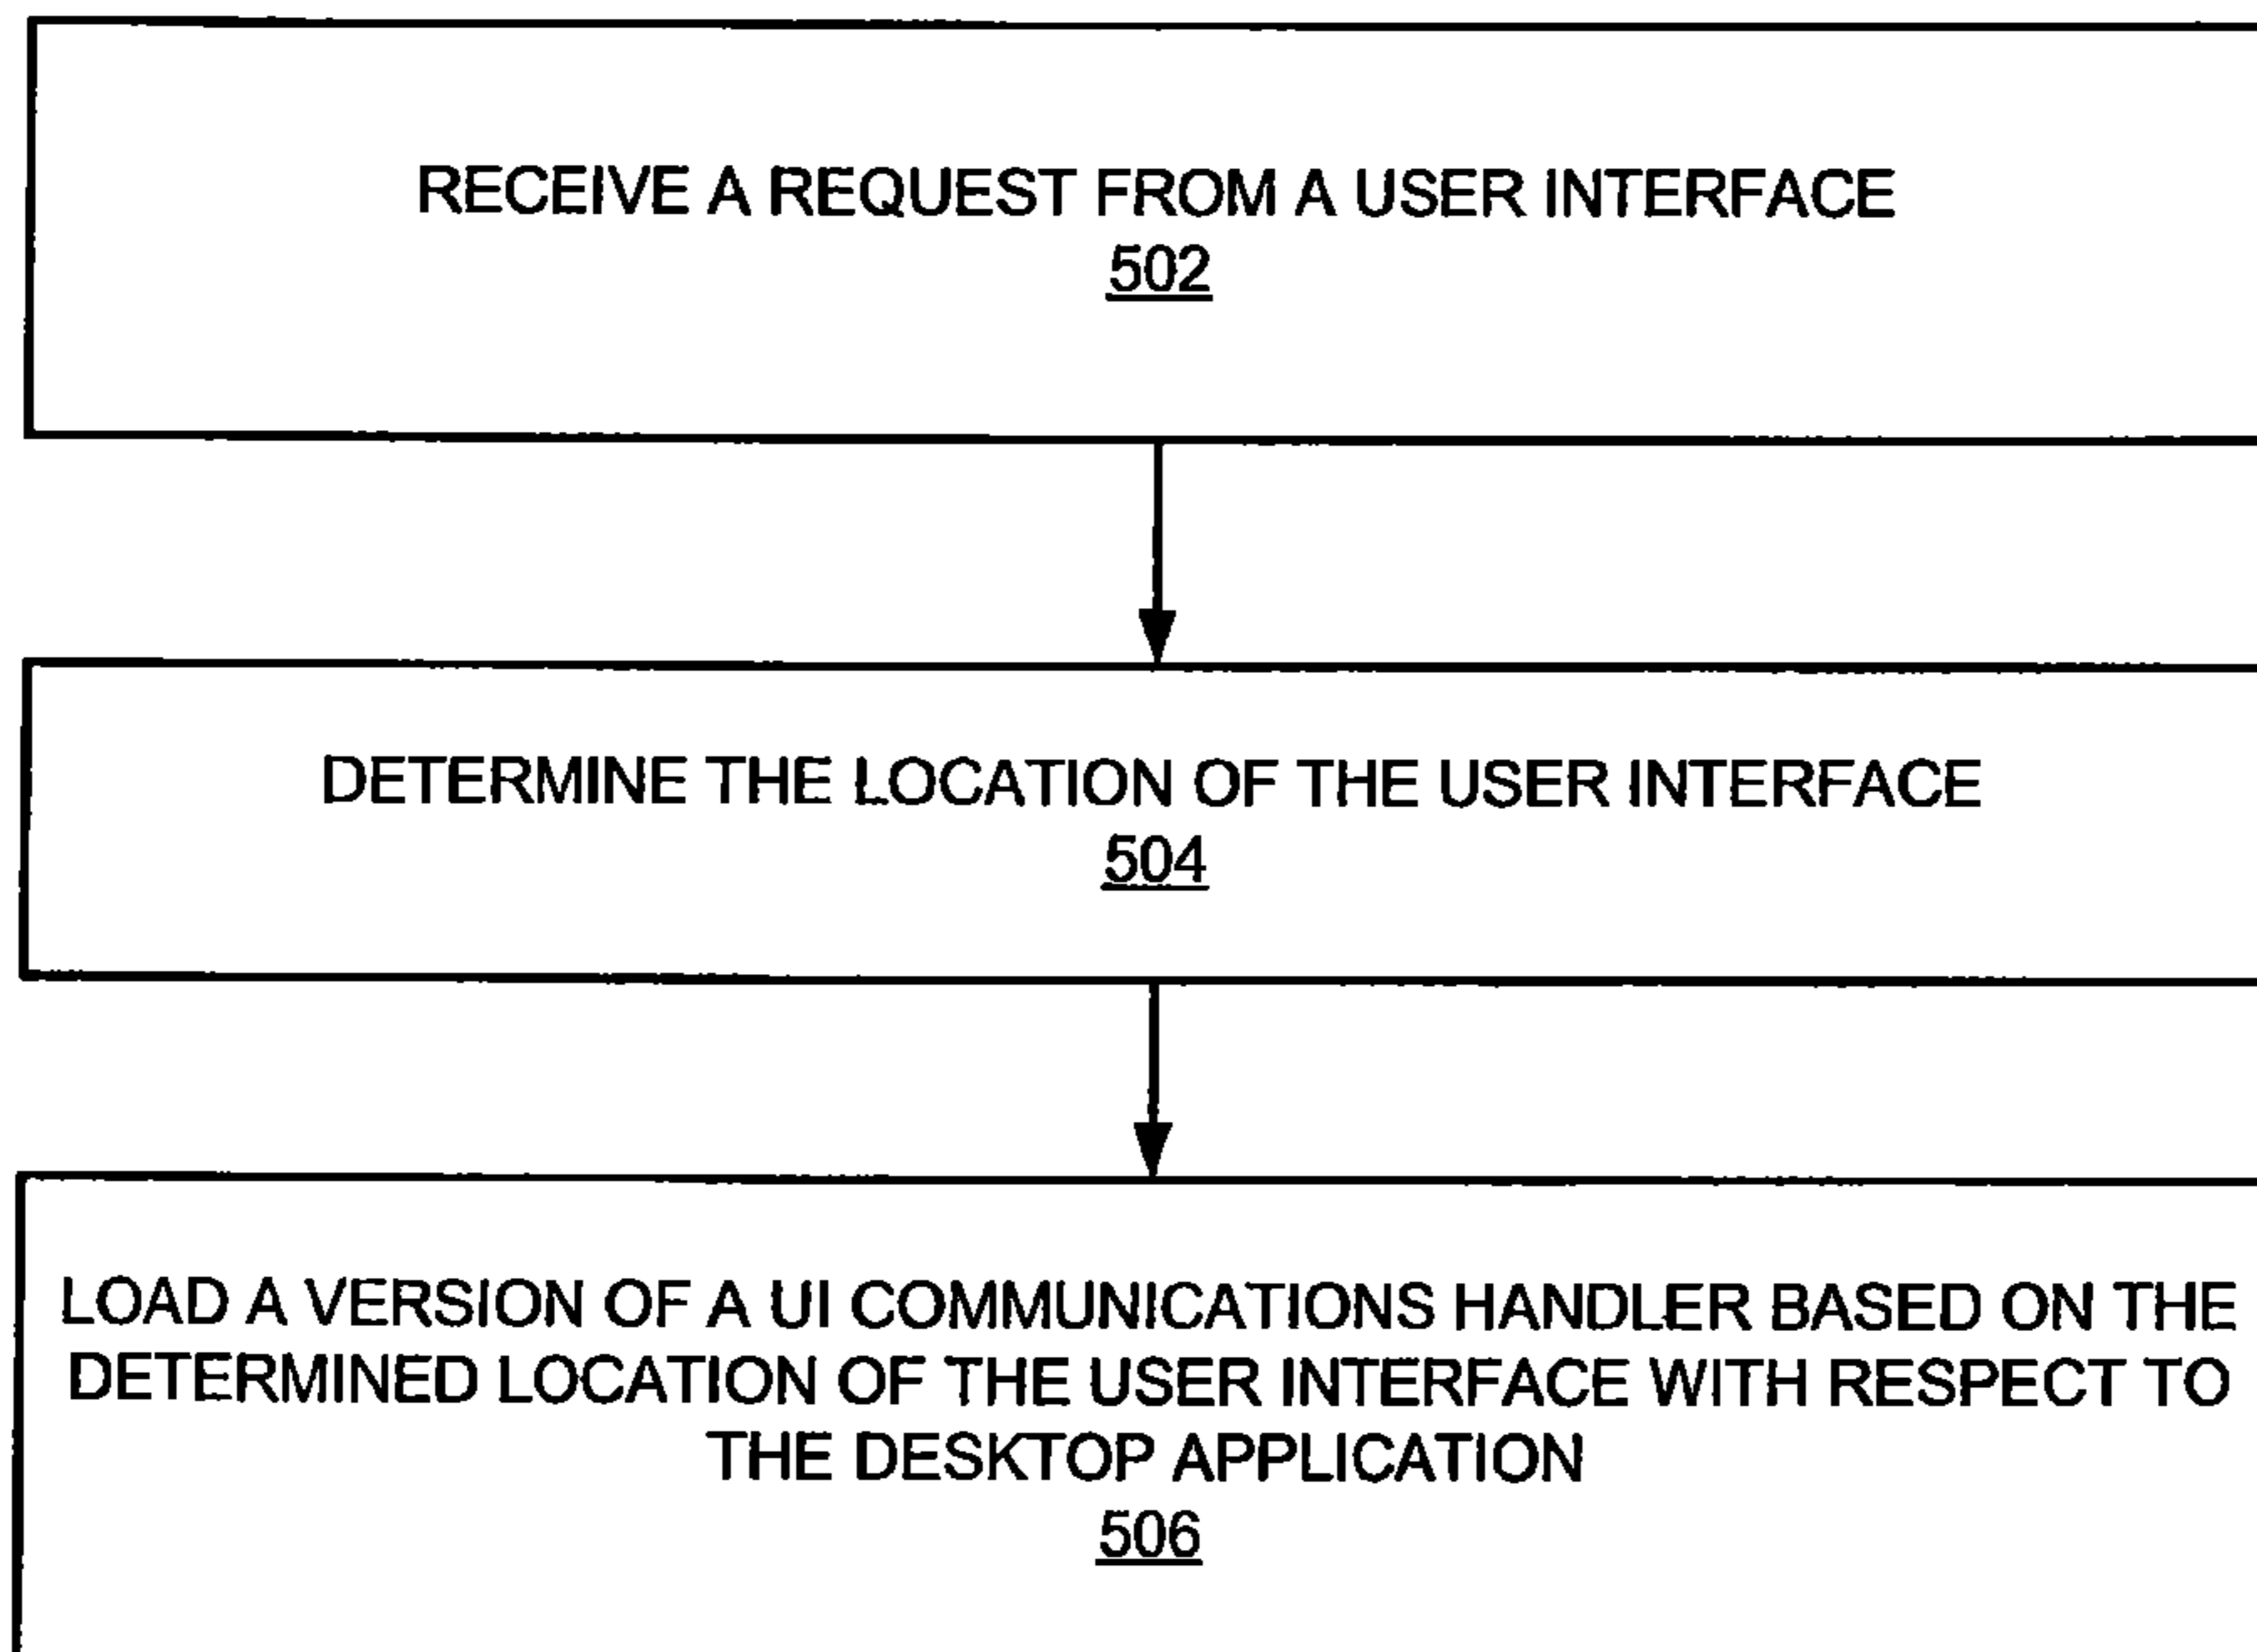 RECEIVE A REQUEST FROM A USER INTERFACE
502
DETERMINE THE LOCATION OF THE USER INTERFACE
504
LOAD A VERSION OF A UI COMMUNICATIONS HANDLER BASED ON THE
DETERMINED LOCATION OF THE USER INTERFACE WITH RESPECT TO
THE DESKTOP APPLICATION
506